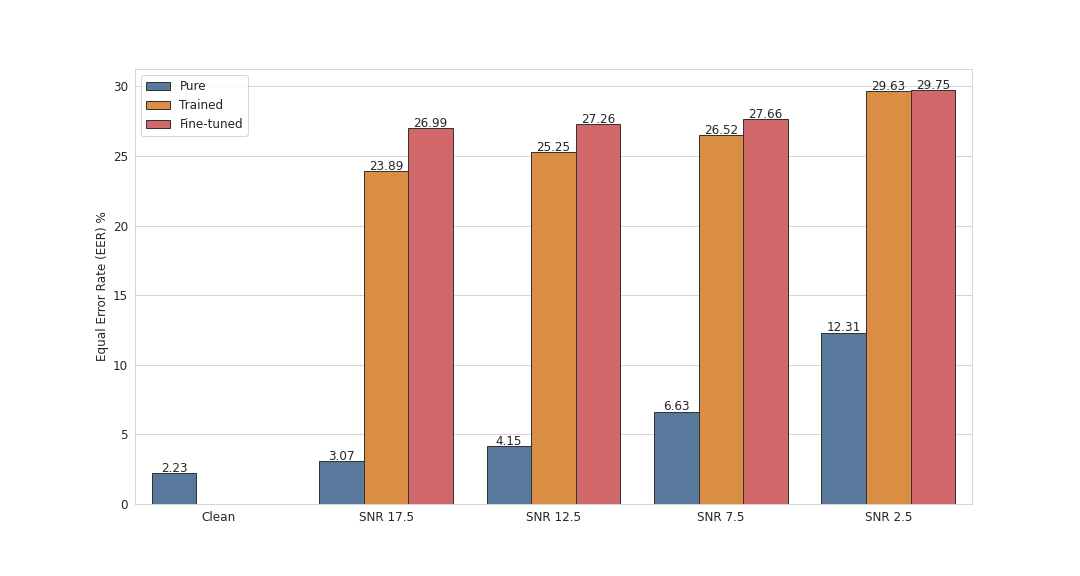 Pure
Trained
Fine-tuned
Equal Error Rate (EER) %
30
25
20
15
10
5
0
2.23
3.07
23.89
26.99
4.15
25.25
27.26
6.63
26.52
27.66
12.31
29.63
29.75
Clean
SNR 17.5
SNR 12.5
SNR 7.5
SNR 2.5